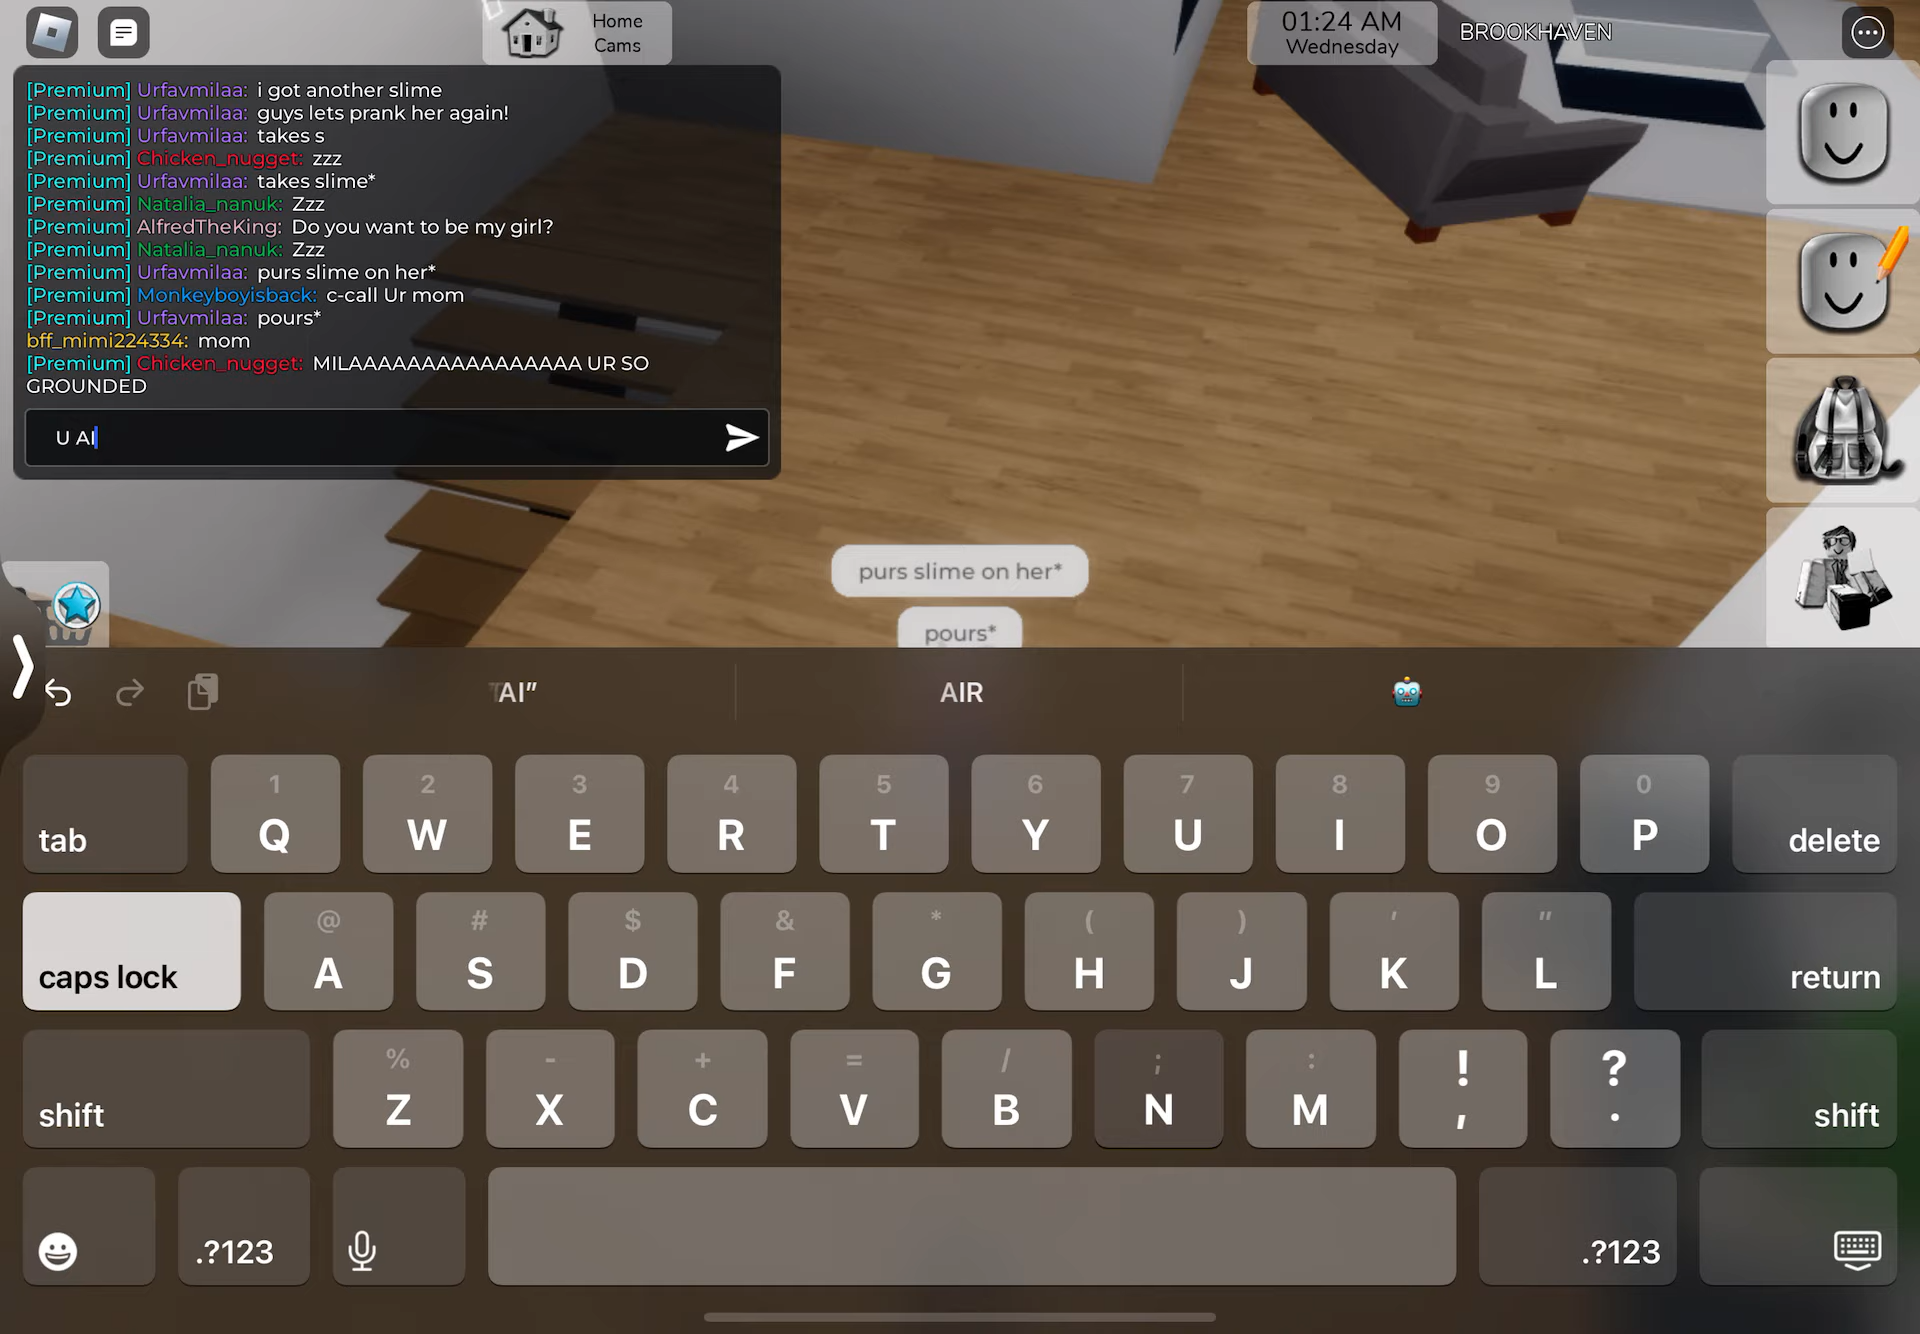 Home
Cams
01:24 AM
Wednesday
BROOKHAVEN
[Premium] Urfavmilaa: i got another slime
[Premium] Urfavmilaa: guys lets prank her again!
[Premium] Urfavmilaa: takes s
[Premium] Chicken_nugget: zzz
[Premium] Urfavmilaa: takes slime*
[Premium] Natalia_nanuk: Zzz
[Premium] AlfredTheKing: Do you want to be my girl?
[Premium] Natalia_nanuk: Zzz
[Premium] Urfavmilaa: purs slime on her*
[Premium] Monkeyboyisback: c-call Ur mom
[Premium] Urfavmilaa: pours*
bff_mimi224334: mom
[Premium] Chicken_nugget: MILAAAAAAAAAAAAAAAA UR SO
GROUNDED
U AI
purs slime on her*
pours*
AI” AIR
1 2 3 4 5 6 7 8 9 0
tab Q W E R T Y U I O P delete
@ # $ & * ( ) ' "
caps lock A S D F G H J K L return
% - + = / ; : ! ?
shift Z X C V B N M , . shift
.?123 .?123